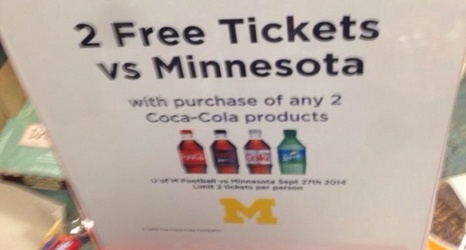 2 Free Tickets
vs Minnesota
with purchase of any 2
Coca-Cola products
U of M Football vs Minnesota Sept 27th 2014
Limit 2 tickets per person
M